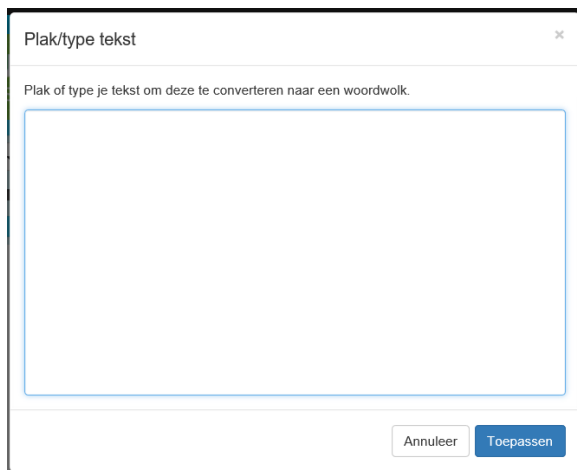 Plak/type tekst
×
Plak of type je tekst om deze te converteren naar een woordwolk.
Annuleer
Toepassen